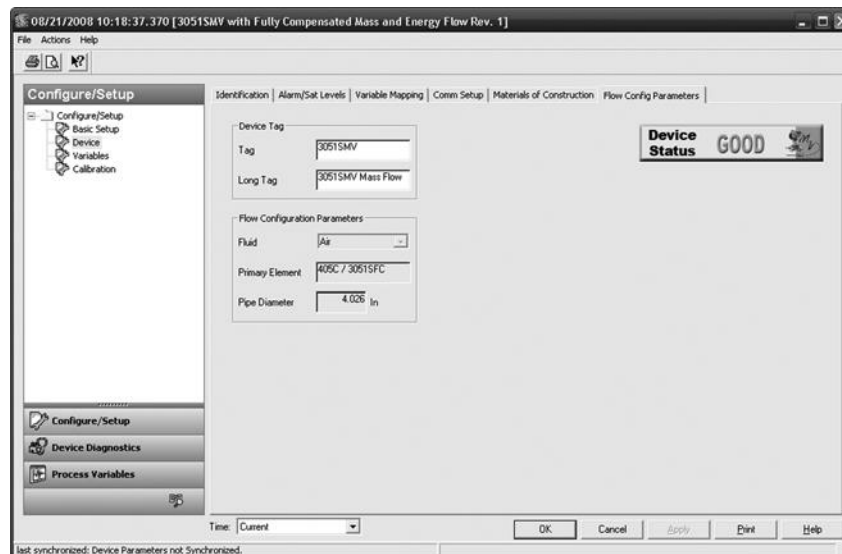 08/21/2008 10:18:37.370 [3051SMV with Fully Compensated Mass and Energy Flow Rev. 1]
File Actions Help
Configure/Setup
Configure/Setup
Basic Setup
Device
Variables
Calibration
Configure/Setup
Device Diagnostics
Process Variables
Identification | Alarm/Sat Levels | Variable Mapping | Comm Setup | Materials of Construction | Flow Config Parameters
Device Tag
Tag 3051SMV
Long Tag 3051SMV Mass Flow
Device Status GOOD
Flow Configuration Parameters
Fluid Air
Primary Element 405C / 3051SFC
Pipe Diameter 4.026 In
Time: Current
OK Cancel Apply Print Help
last synchronized: Device Parameters not Synchronized.